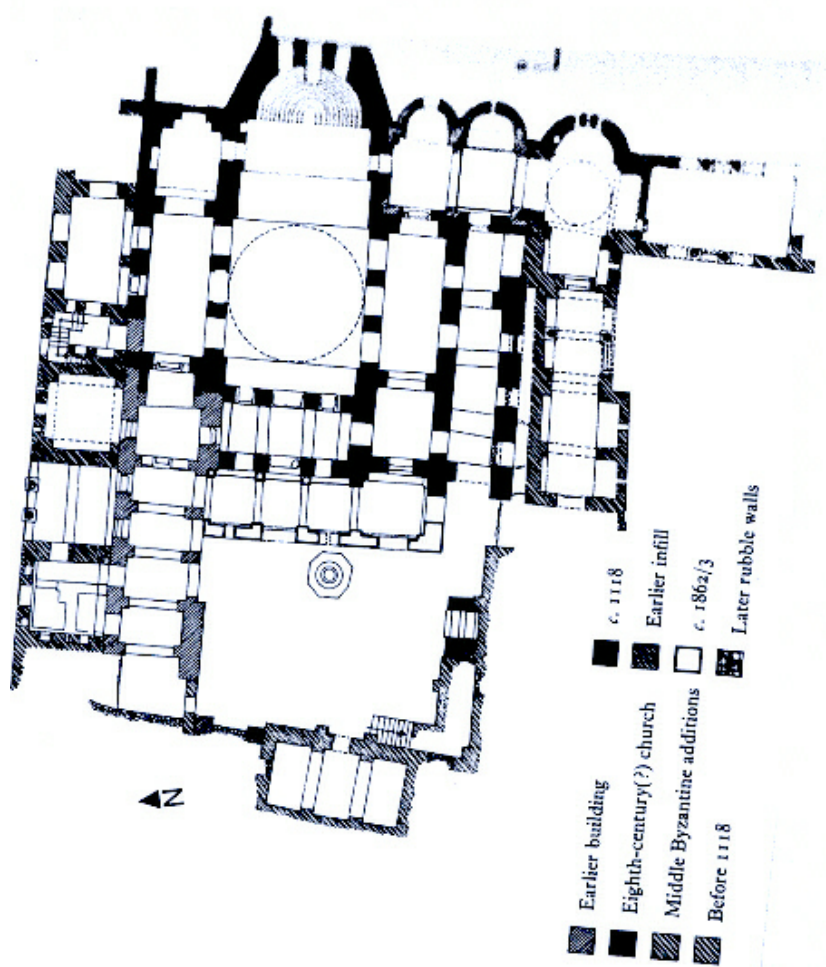 N
Earlier building
Eighth-century(?) church
Middle Byzantine additions
Before 1118
c. 1118
Earlier infill
c. 1862/3
Later rubble walls